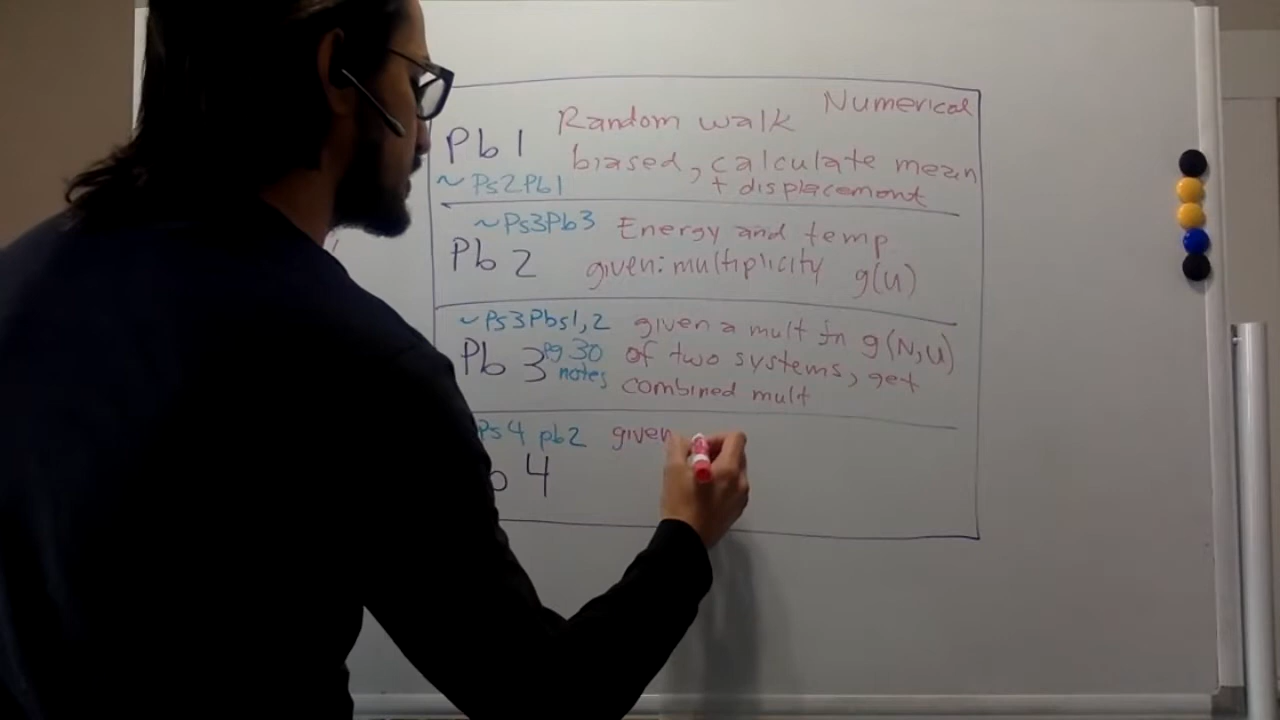 Numerical
Random walk
Pb 1
biased, calculate mean
~ Ps2Pb1
+ displacement
~Ps3Pb3 Energy and temp
Pb 2 given: multiplicity g(U)
~ Ps3Pbs1,2 given a mult fn g(N,U)
Pb 3 pg 30 of two systems, get
notes combined mult
Ps4 pb2 given
4